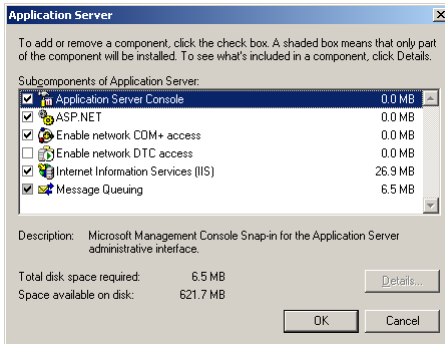 Application Server
To add or remove a component, click the check box. A shaded box means that only part
of the component will be installed. To see what's included in a component, click Details.
Subcomponents of Application Server:
Application Server Console 0.0 MB
ASP.NET 0.0 MB
Enable network COM+ access 0.0 MB
Enable network DTC access 0.0 MB
Internet Information Services (IIS) 26.9 MB
Message Queuing 6.5 MB
Description: Microsoft Management Console Snap-in for the Application Server
administrative interface.
Total disk space required: 6.5 MB
Details...
Space available on disk: 621.7 MB
OK Cancel